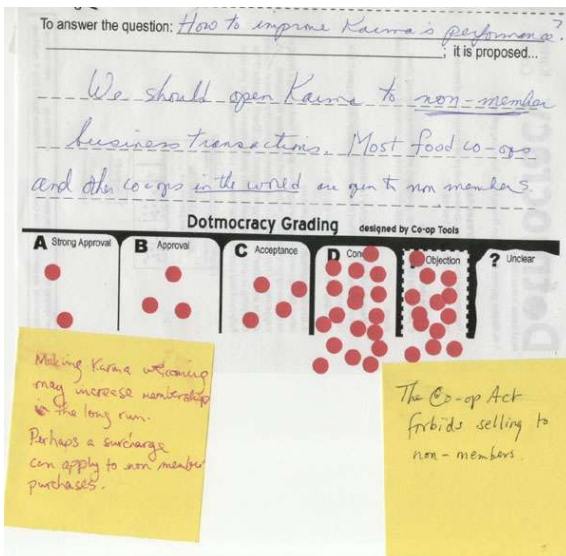 To answer the question: How to improve Karma's performance?
; it is proposed...
We should open Karma to non-member
business transactions. Most food co-ops
and other co-ops in the world are open to non members.
Dotmocracy Grading designed by Co-op Tools
A Strong Approval B Approval C Acceptance D Objection ? Unclear
Making Karma welcoming
may increase membership
in the long run.
Perhaps a surcharge
can apply to non member
purchases.
The Co-op Act
forbids selling to
non-members.